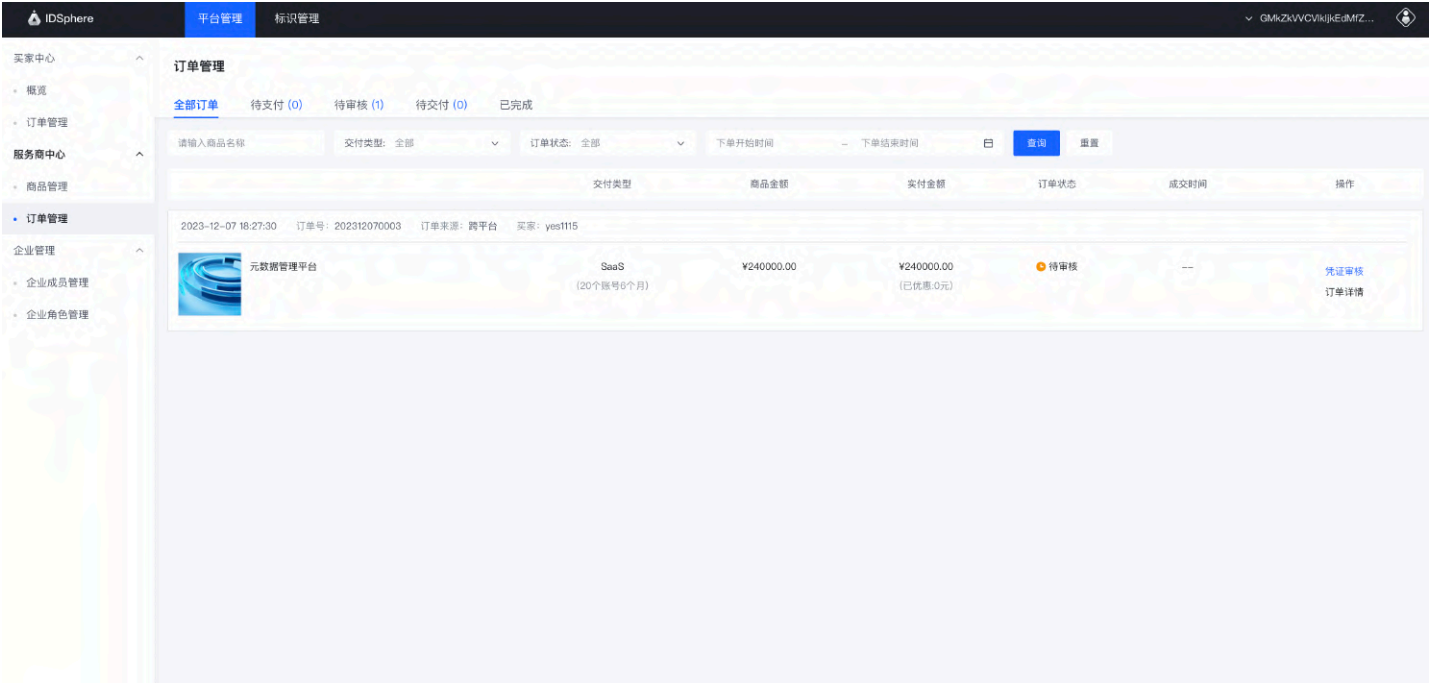 IDSphere 平台管理 标识管理
买家中心
概览
订单管理
服务商中心
商品管理
订单管理
企业管理
企业成员管理
企业角色管理
订单管理
全部订单 待支付 (0) 待审核 (1) 待交付 (0) 已完成
请输入商品名称 交付类型: 全部 订单状态: 全部 下单开始时间 – 下单结束时间 查询 重置
交付类型 商品金额 实付金额 订单状态 成交时间 操作
2023-12-07 18:27:30 订单号: 202312070003 订单来源: 跨平台 买家: yes1115
元数据管理平台 SaaS ¥240000.00 ¥240000.00 待审核 -- 凭证审核
(20个账号6个月) (已优惠:0元) 订单详情